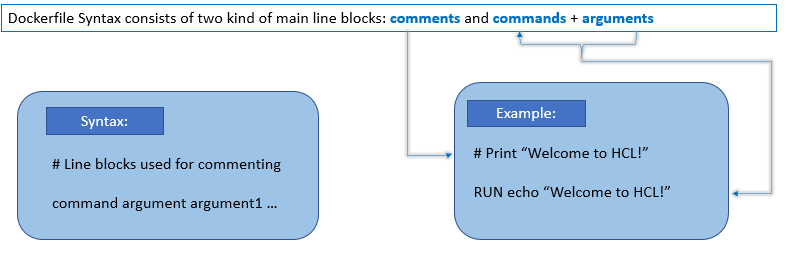 Dockerfile Syntax consists of two kind of main line blocks: comments and commands + arguments
Syntax:
# Line blocks used for commenting
command argument argument1 ...
Example:
# Print “Welcome to HCL!”
RUN echo “Welcome to HCL!”